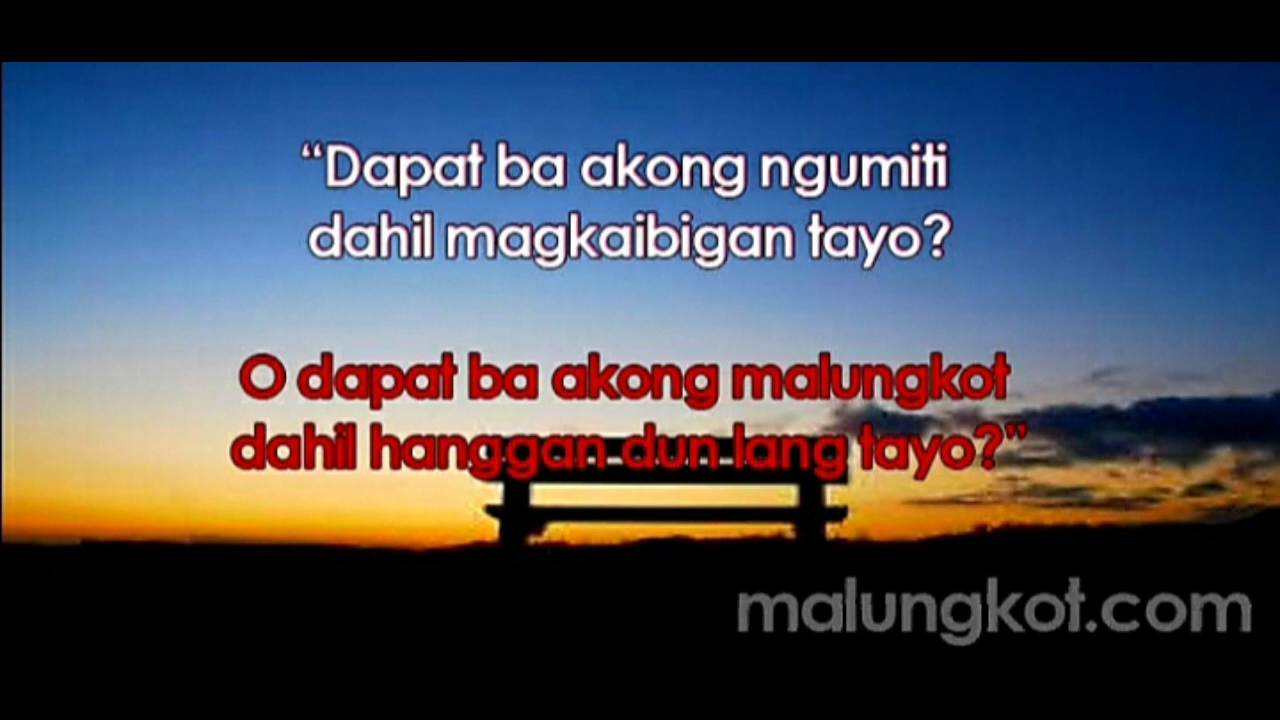 “Dapat ba akong ngumiti
dahil magkaibigan tayo?
O dapat ba akong malungkot
dahil hanggan dun lang tayo?”
malungkot.com